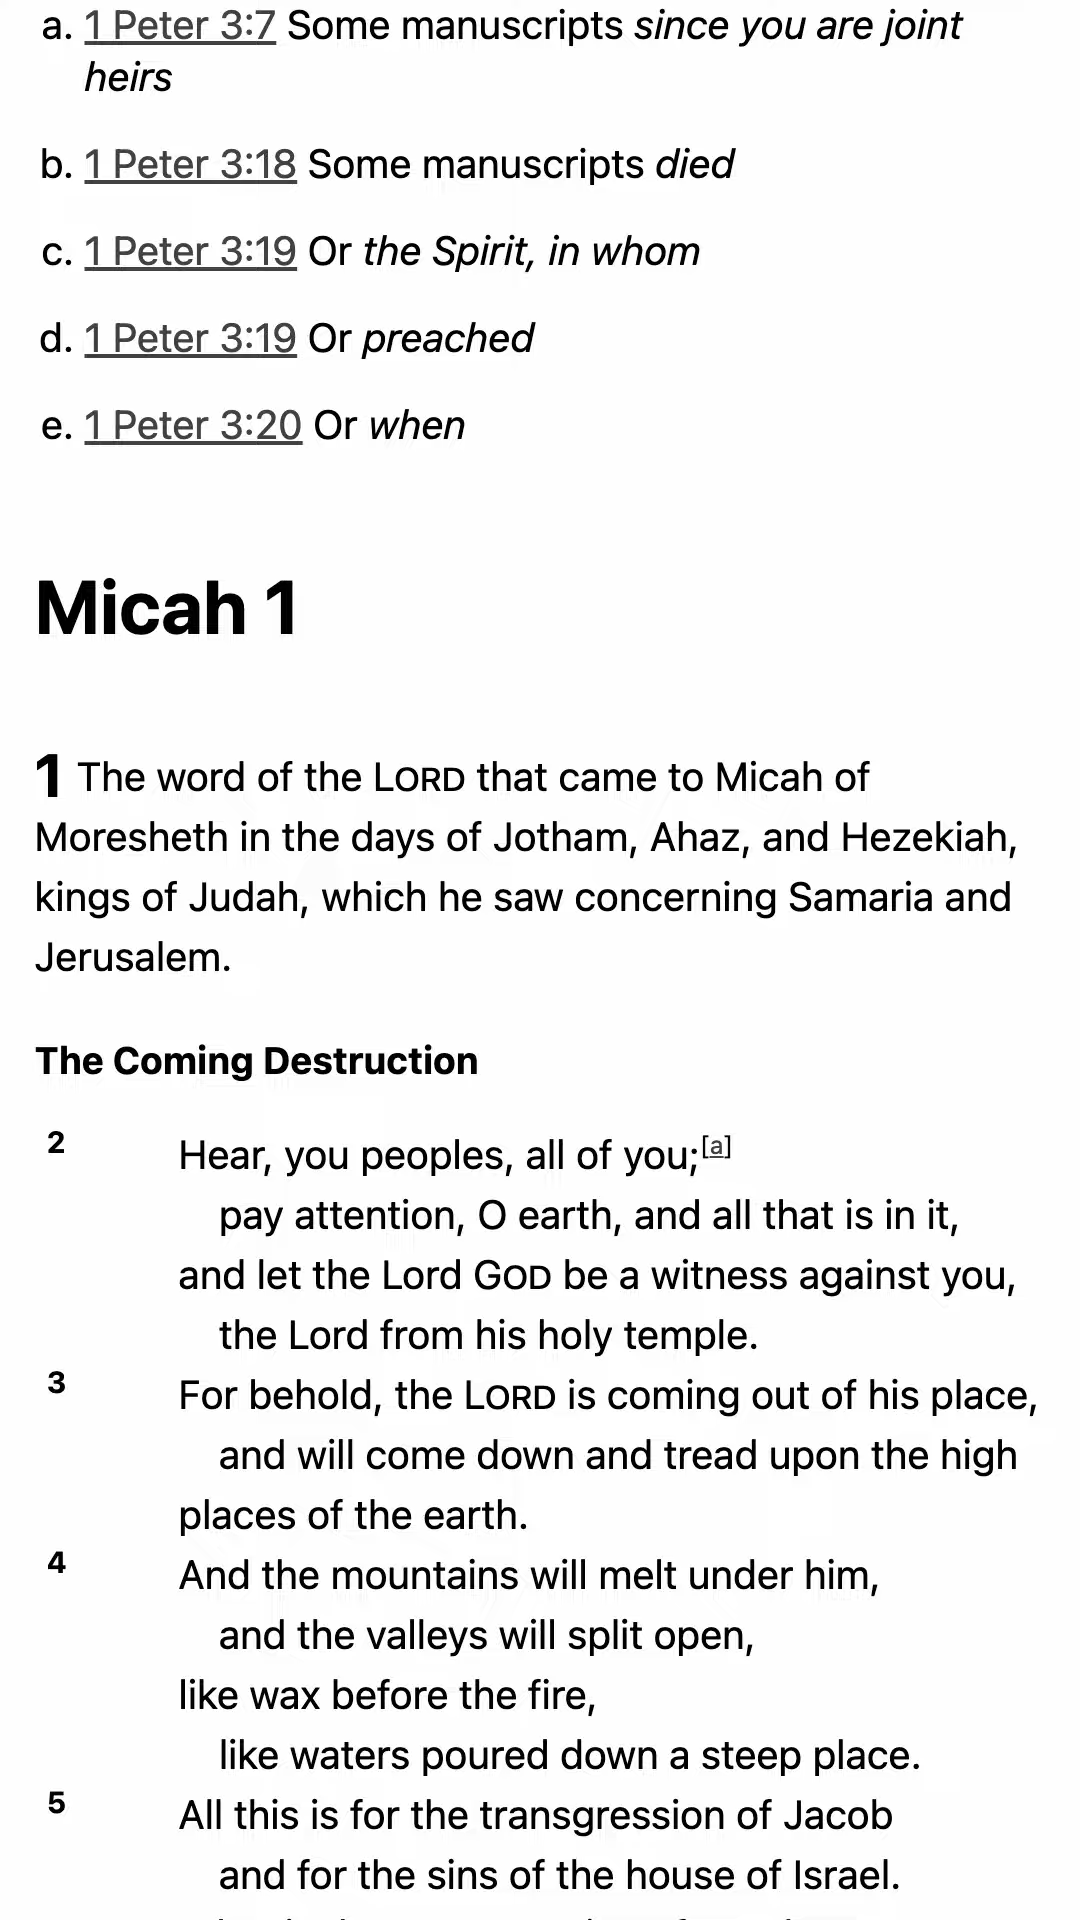 a. 1 Peter 3:7 Some manuscripts since you are joint
heirs
b. 1 Peter 3:18 Some manuscripts died
c. 1 Peter 3:19 Or the Spirit, in whom
d. 1 Peter 3:19 Or preached
e. 1 Peter 3:20 Or when
Micah 1
1 The word of the LORD that came to Micah of
Moresheth in the days of Jotham, Ahaz, and Hezekiah,
kings of Judah, which he saw concerning Samaria and
Jerusalem.
The Coming Destruction
2 Hear, you peoples, all of you;[a]
pay attention, O earth, and all that is in it,
and let the Lord GOD be a witness against you,
the Lord from his holy temple.
3 For behold, the LORD is coming out of his place,
and will come down and tread upon the high
places of the earth.
4 And the mountains will melt under him,
and the valleys will split open,
like wax before the fire,
like waters poured down a steep place.
5 All this is for the transgression of Jacob
and for the sins of the house of Israel.